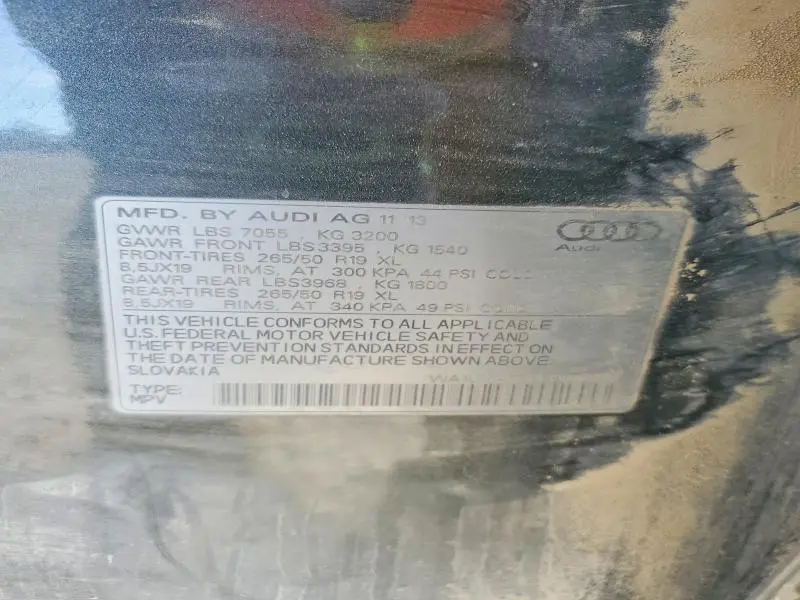 MFD. BY AUDI AG 11 13
GVWR LBS 7055 , KG 3200
GAWR FRONT LBS3395 , KG 1540
FRONT-TIRES 265/50 R19 XL
8,5JX19 RIMS, AT 300 KPA 44 PSI COLD
GAWR REAR LBS3968 , KG 1800
REAR-TIRES 265/50 R19 XL
8,5JX19 RIMS, AT 340 KPA 49 PSI COLD
Audi
THIS VEHICLE CONFORMS TO ALL APPLICABLE
U.S. FEDERAL MOTOR VEHICLE SAFETY AND
THEFT PREVENTION STANDARDS IN EFFECT ON
THE DATE OF MANUFACTURE SHOWN ABOVE
SLOVAKIA
TYPE:
MPV